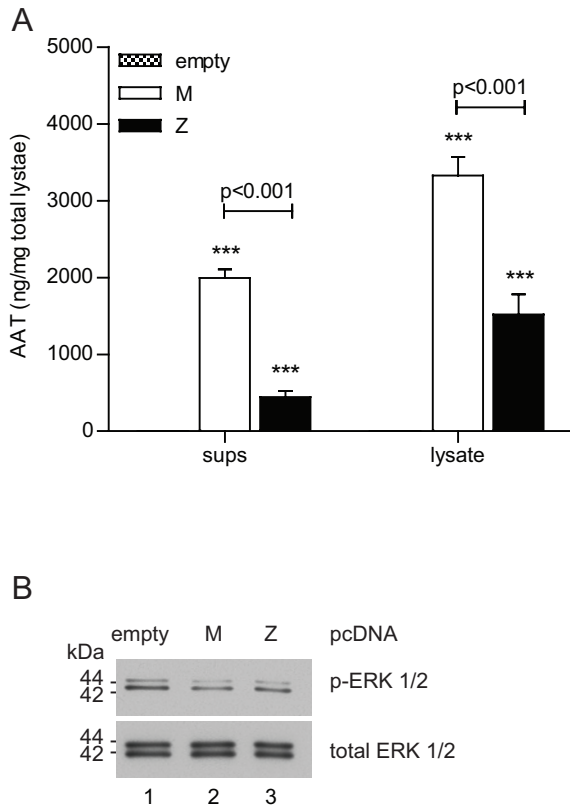 A
AAT (ng/mg total lystae)
5000
4000
3000
2000
1000
0
empty
M
Z
p<0.001
***
***
p<0.001
***
***
sups
lysate
B
empty M Z pcDNA
kDa
44
42
p-ERK 1/2
44
42
total ERK 1/2
1 2 3